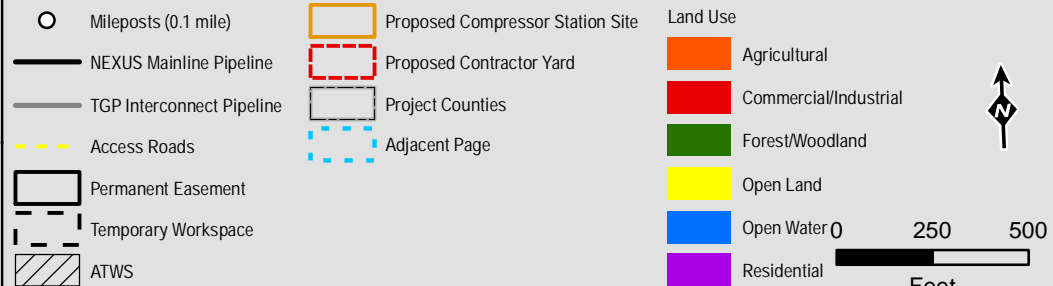 Mileposts (0.1 mile)
NEXUS Mainline Pipeline
TGP Interconnect Pipeline
Access Roads
Permanent Easement
Temporary Workspace
ATWS
Proposed Compressor Station Site
Proposed Contractor Yard
Project Counties
Adjacent Page
Land Use
Agricultural
Commercial/Industrial
Forest/Woodland
Open Land
Open Water
Residential
N
0 250 500
Feet